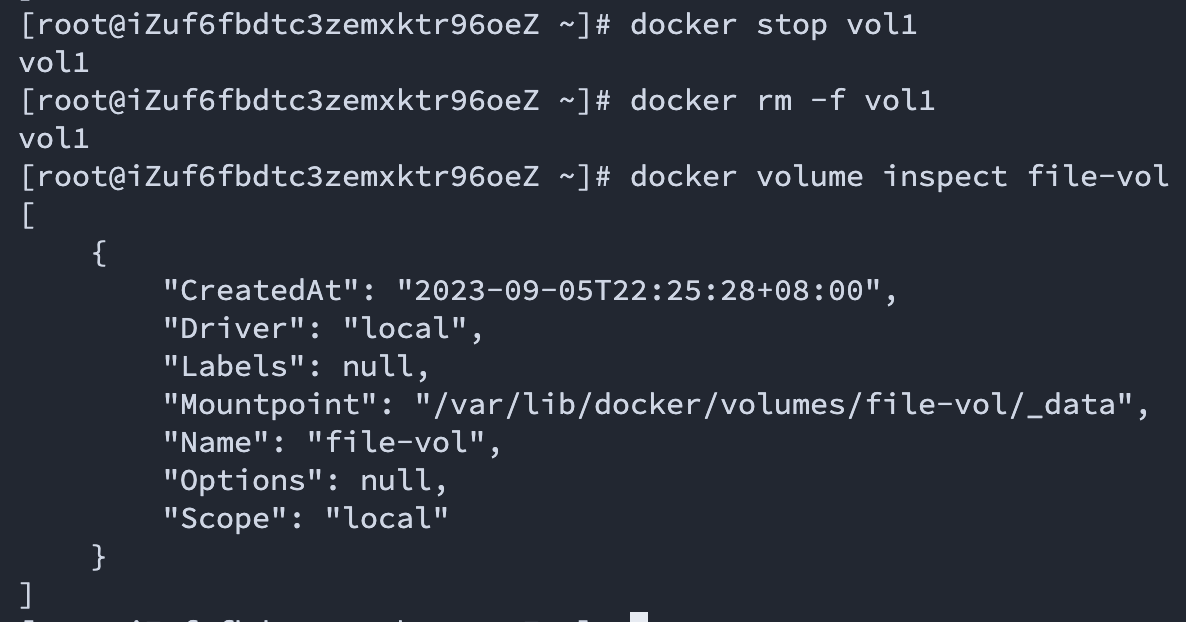 [root@iZuf6fbdtc3zemxktr96oeZ ~]# docker stop vol1
vol1
[root@iZuf6fbdtc3zemxktr96oeZ ~]# docker rm -f vol1
vol1
[root@iZuf6fbdtc3zemxktr96oeZ ~]# docker volume inspect file-vol
[
    {
        "CreatedAt": "2023-09-05T22:25:28+08:00",
        "Driver": "local",
        "Labels": null,
        "Mountpoint": "/var/lib/docker/volumes/file-vol/_data",
        "Name": "file-vol",
        "Options": null,
        "Scope": "local"
    }
]